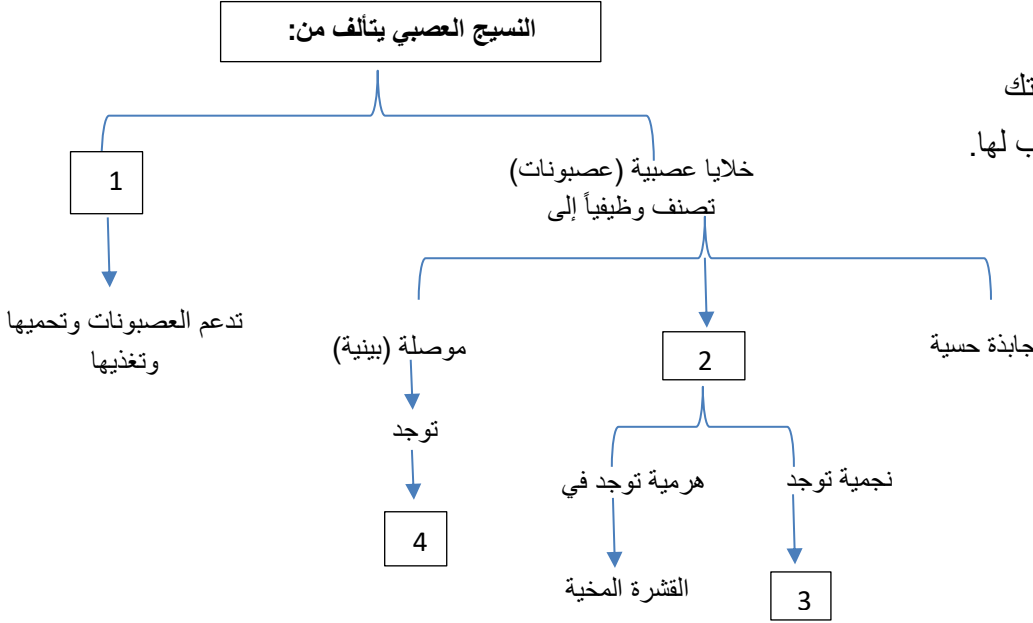 النسيج العصبي يتألف من:
تك
ب لها.
1
خلايا عصبية (عصبونات)
تصنف وظيفياً إلى
تدعم العصبونات وتحميها
وتغذيها
موصلة (بينية)
2
جابذة حسية
توجد
هرمية توجد في
نجمية توجد
4
القشرة المخية
3